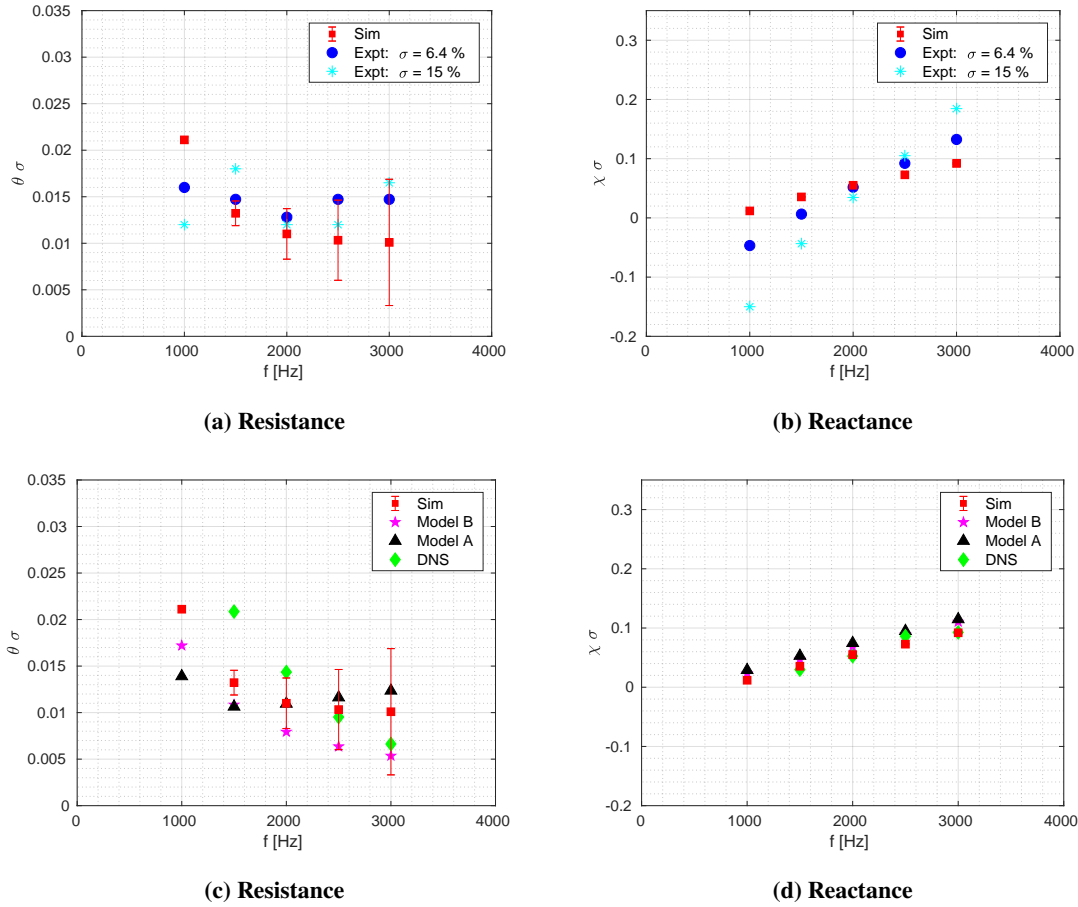 0.035
0.03
0.025
0.02
0.015
0.01
0.005
0
θ σ
Sim
Expt: σ = 6.4 %
Expt: σ = 15 %
0 1000 2000 3000 4000
f [Hz]
(a) Resistance
0.3
0.2
0.1
0
-0.1
-0.2
χ σ
Sim
Expt: σ = 6.4 %
Expt: σ = 15 %
0 1000 2000 3000 4000
f [Hz]
(b) Reactance
0.035
0.03
0.025
0.02
0.015
0.01
0.005
0
θ σ
Sim
Model B
Model A
DNS
0 1000 2000 3000 4000
f [Hz]
(c) Resistance
0.3
0.2
0.1
0
-0.1
-0.2
χ σ
Sim
Model B
Model A
DNS
0 1000 2000 3000 4000
f [Hz]
(d) Reactance